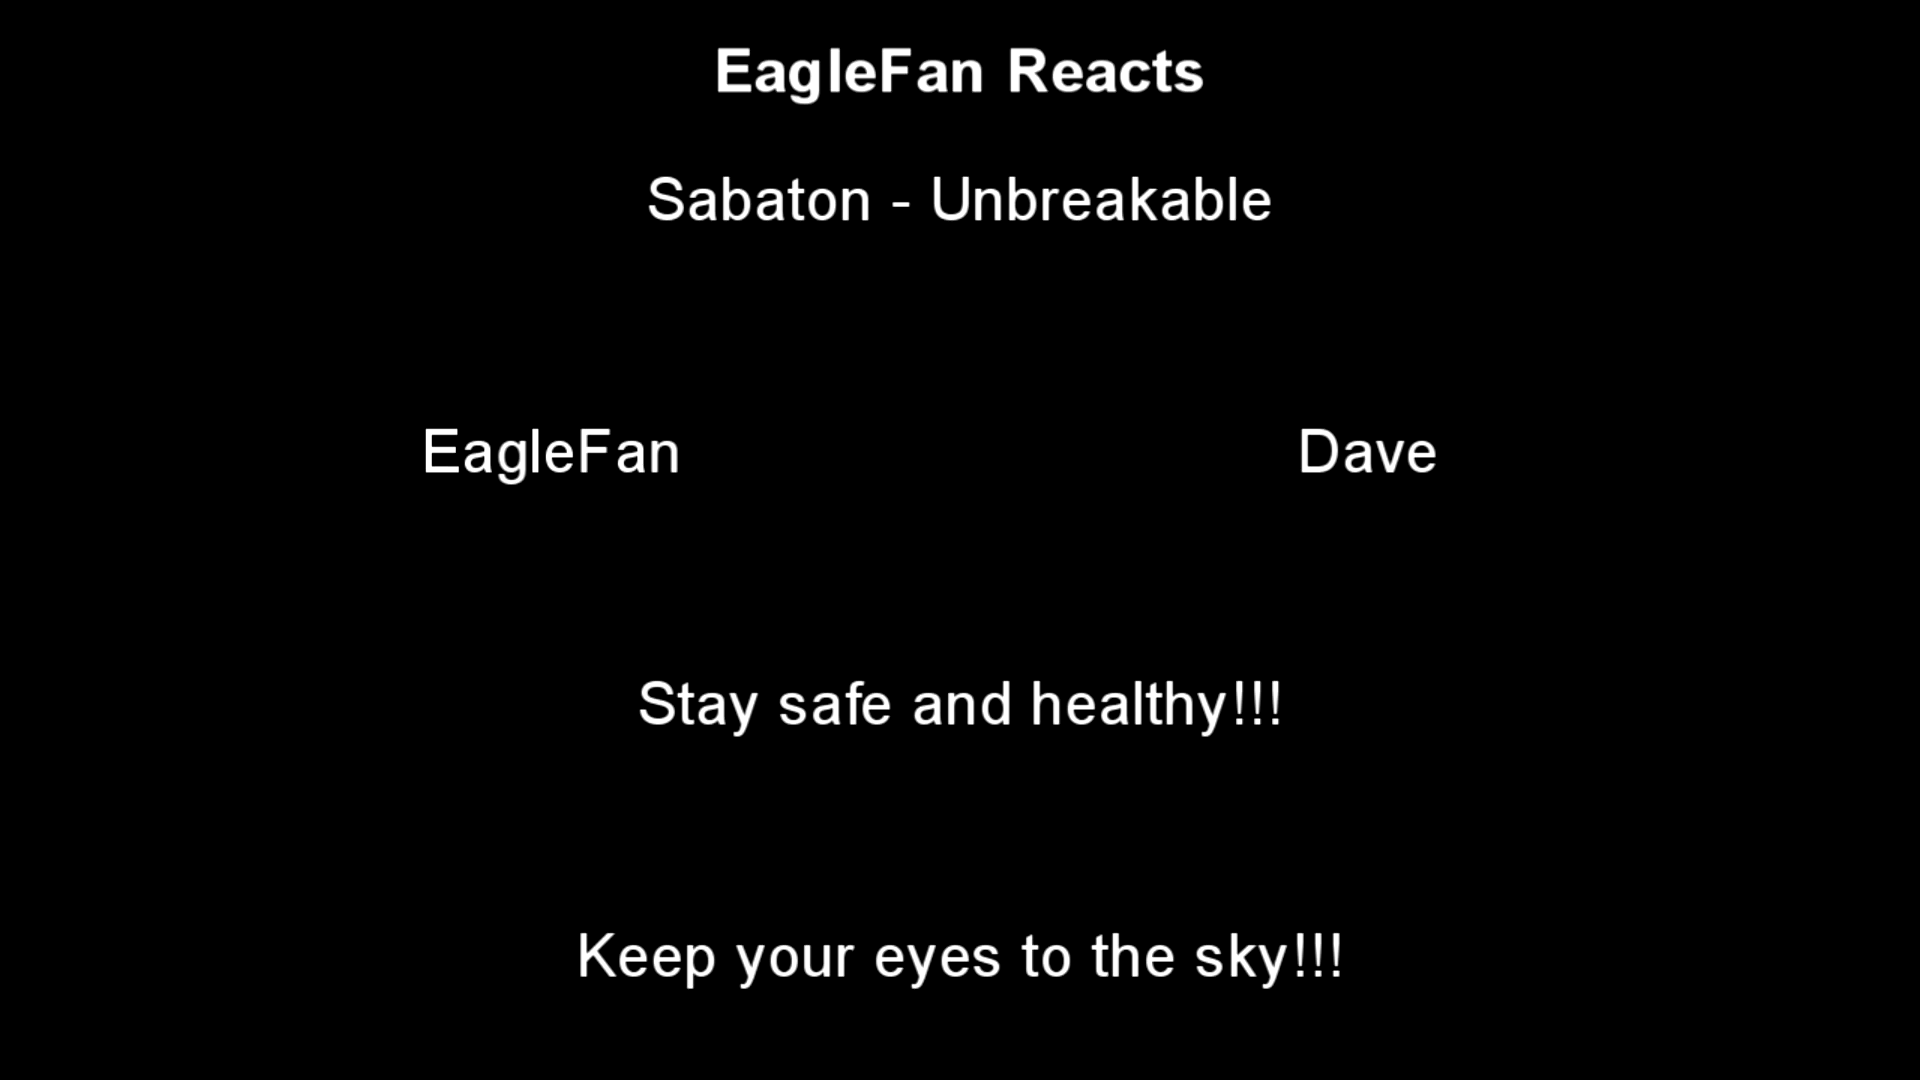 EagleFan Reacts
Sabaton - Unbreakable
EagleFan Dave
Stay safe and healthy!!!
Keep your eyes to the sky!!!